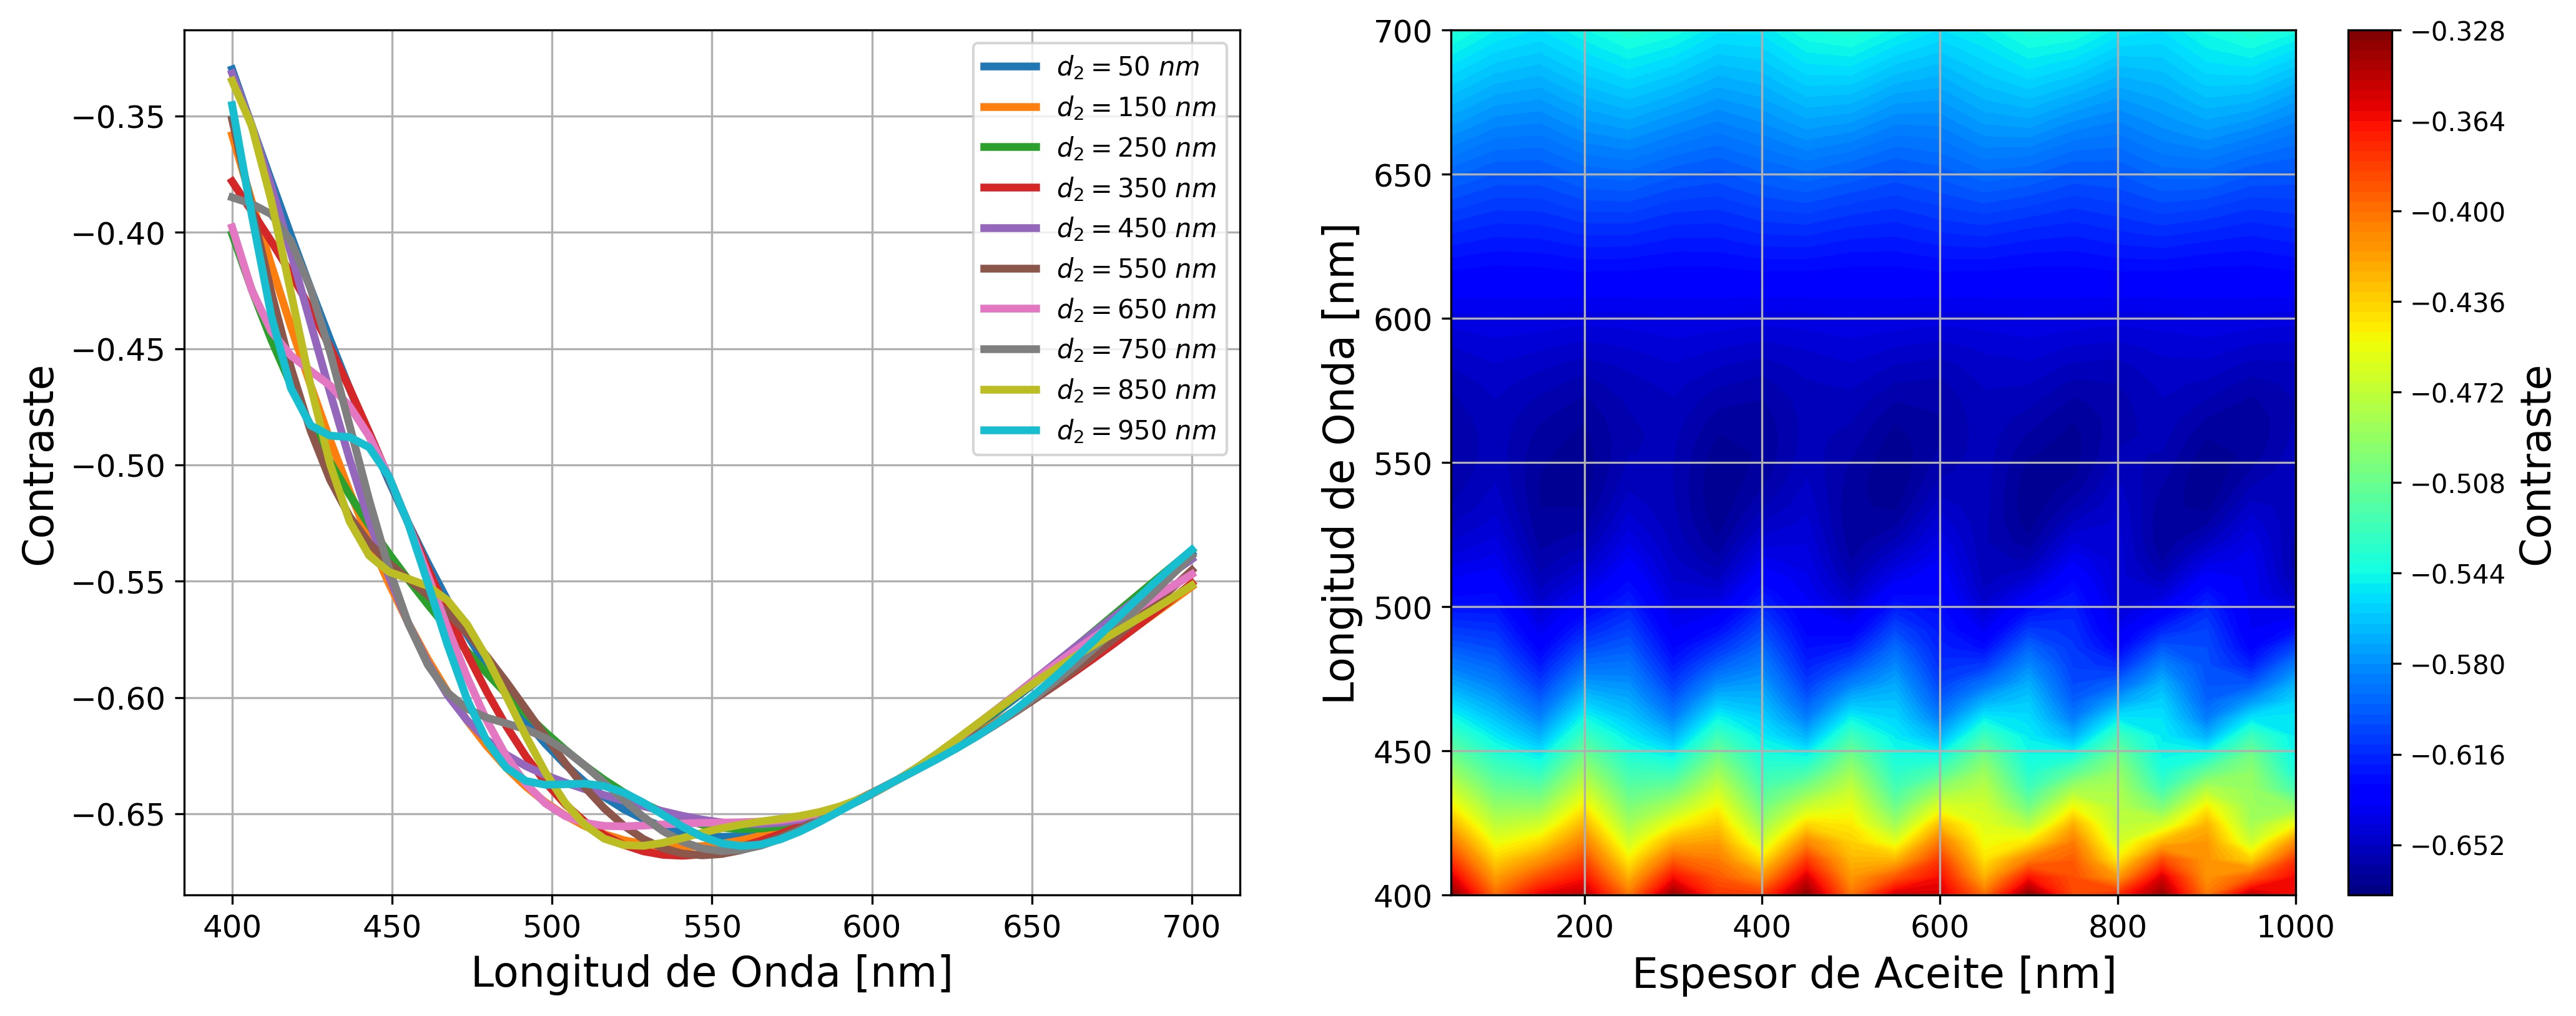 Contraste
−0.35
−0.40
−0.45
−0.50
−0.55
−0.60
−0.65
400 450 500 550 600 650 700
Longitud de Onda [nm]
d₂ = 50 nm
d₂ = 150 nm
d₂ = 250 nm
d₂ = 350 nm
d₂ = 450 nm
d₂ = 550 nm
d₂ = 650 nm
d₂ = 750 nm
d₂ = 850 nm
d₂ = 950 nm
Longitud de Onda [nm]
700
650
600
550
500
450
400
200 400 600 800 1000
Espesor de Aceite [nm]
−0.328
−0.364
−0.400
−0.436
−0.472
−0.508
−0.544
−0.580
−0.616
−0.652
Contraste